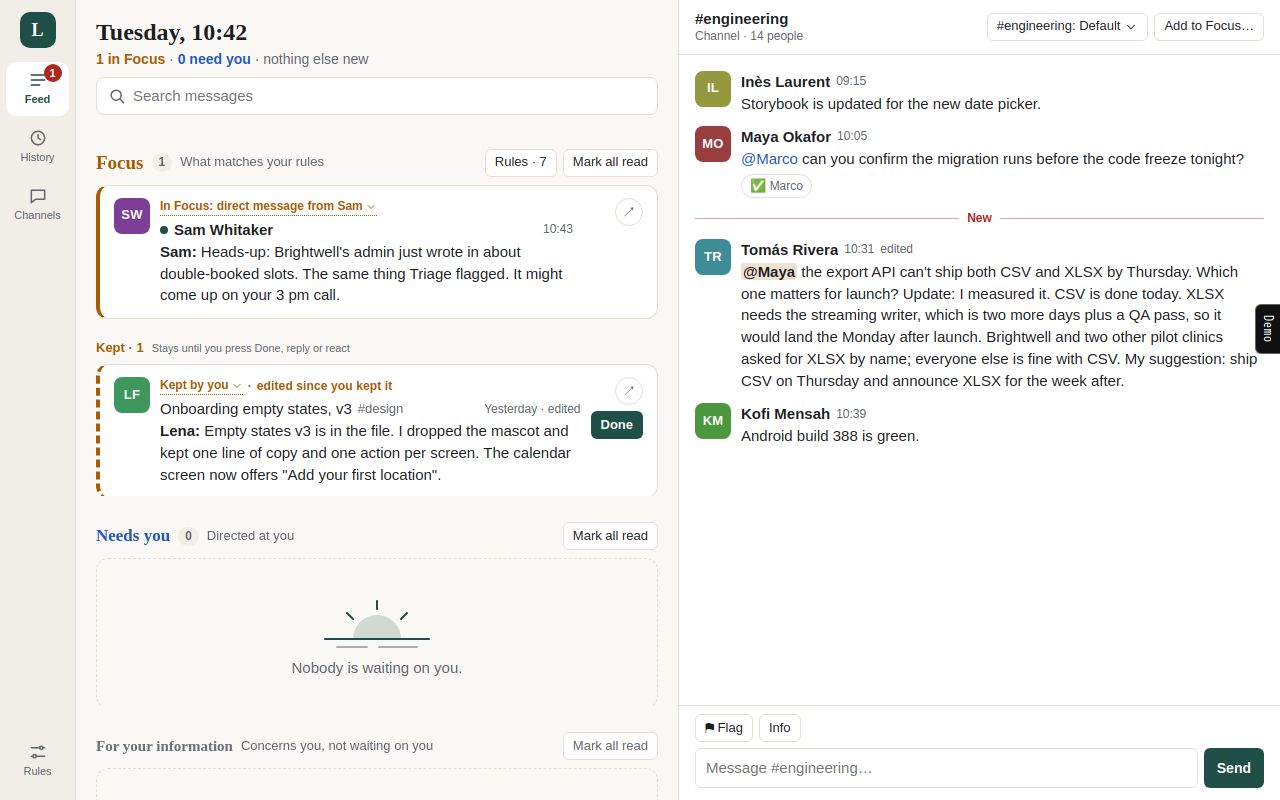 L
1
Feed
History
Channels
Rules
Tuesday, 10:42
1 in Focus · 0 need you · nothing else new
Search messages
Focus 1 What matches your rules Rules · 7 Mark all read
SW
In Focus: direct message from Sam
Sam Whitaker 10:43
Sam: Heads-up: Brightwell's admin just wrote in about
double-booked slots. The same thing Triage flagged. It might
come up on your 3 pm call.
Kept · 1 Stays until you press Done, reply or react
LF
Kept by you · edited since you kept it
Onboarding empty states, v3 #design Yesterday · edited
Done
Lena: Empty states v3 is in the file. I dropped the mascot and
kept one line of copy and one action per screen. The calendar
screen now offers "Add your first location".
Needs you 0 Directed at you Mark all read
Nobody is waiting on you.
For your information Concerns you, not waiting on you Mark all read
#engineering
Channel · 14 people
#engineering: Default Add to Focus…
IL
Inès Laurent 09:15
Storybook is updated for the new date picker.
MO
Maya Okafor 10:05
@Marco can you confirm the migration runs before the code freeze tonight?
✅ Marco
New
TR
Tomás Rivera 10:31 edited
@Maya the export API can't ship both CSV and XLSX by Thursday. Which
one matters for launch? Update: I measured it. CSV is done today. XLSX
needs the streaming writer, which is two more days plus a QA pass, so it
would land the Monday after launch. Brightwell and two other pilot clinics
asked for XLSX by name; everyone else is fine with CSV. My suggestion: ship
CSV on Thursday and announce XLSX for the week after.
KM
Kofi Mensah 10:39
Android build 388 is green.
Demo
Flag Info
Message #engineering…
Send